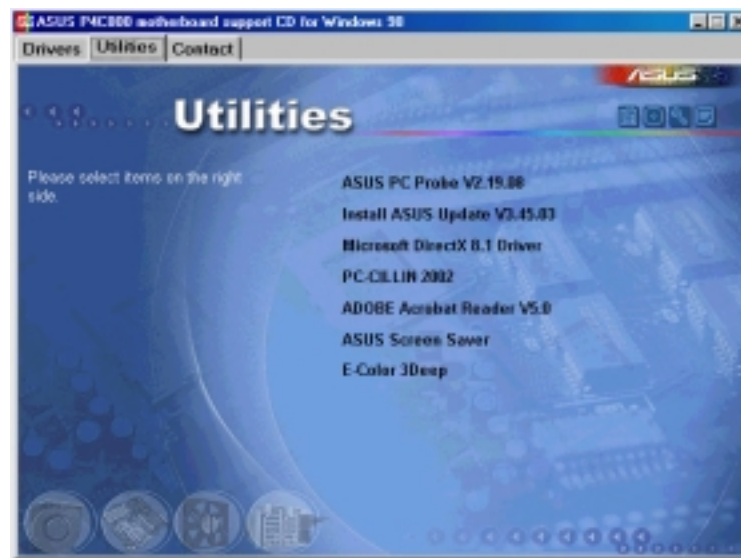 ASUS P4C800 motherboard support CD for Windows 98
Drivers Utilities Contact
ASUS
Utilities
Please select items on the right
side.
ASUS PC Probe V2.19.08
Install ASUS Update V3.45.03
Microsoft DirectX 8.1 Driver
PC-CILLIN 2002
ADOBE Acrobat Reader V5.0
ASUS Screen Saver
E-Color 3Deep